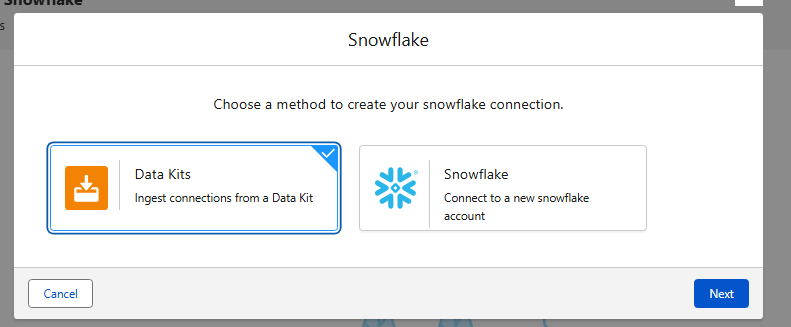 Snowflake
s
Snowflake
Choose a method to create your snowflake connection.
Data Kits
Ingest connections from a Data Kit
Snowflake
Connect to a new snowflake
account
Cancel
Next